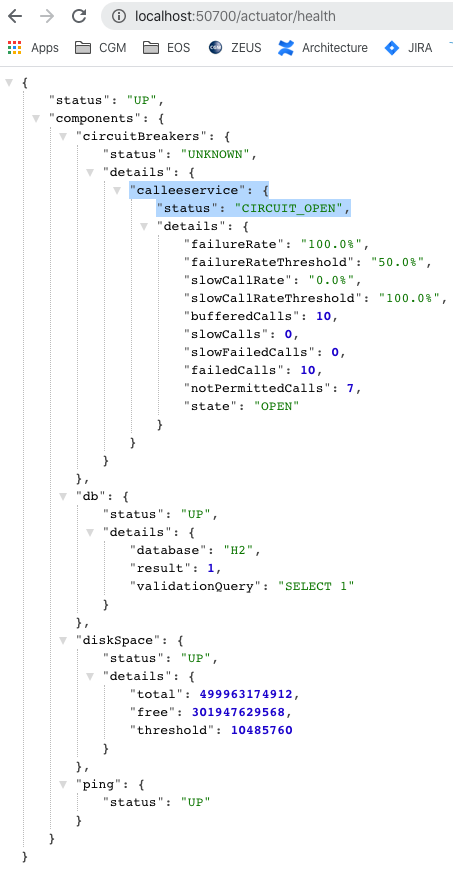 localhost:50700/actuator/health
Apps CGM EOS CGM ZEUS Architecture JIRA
{
"status": "UP",
"components": {
"circuitBreakers": {
"status": "UNKNOWN",
"details": {
"calleeservice": {
"status": "CIRCUIT_OPEN",
"details": {
"failureRate": "100.0%",
"failureRateThreshold": "50.0%",
"slowCallRate": "0.0%",
"slowCallRateThreshold": "100.0%",
"bufferedCalls": 10,
"slowCalls": 0,
"slowFailedCalls": 0,
"failedCalls": 10,
"notPermittedCalls": 7,
"state": "OPEN"
}
}
}
},
"db": {
"status": "UP",
"details": {
"database": "H2",
"result": 1,
"validationQuery": "SELECT 1"
}
},
"diskSpace": {
"status": "UP",
"details": {
"total": 499963174912,
"free": 301947629568,
"threshold": 10485760
}
},
"ping": {
"status": "UP"
}
}
}